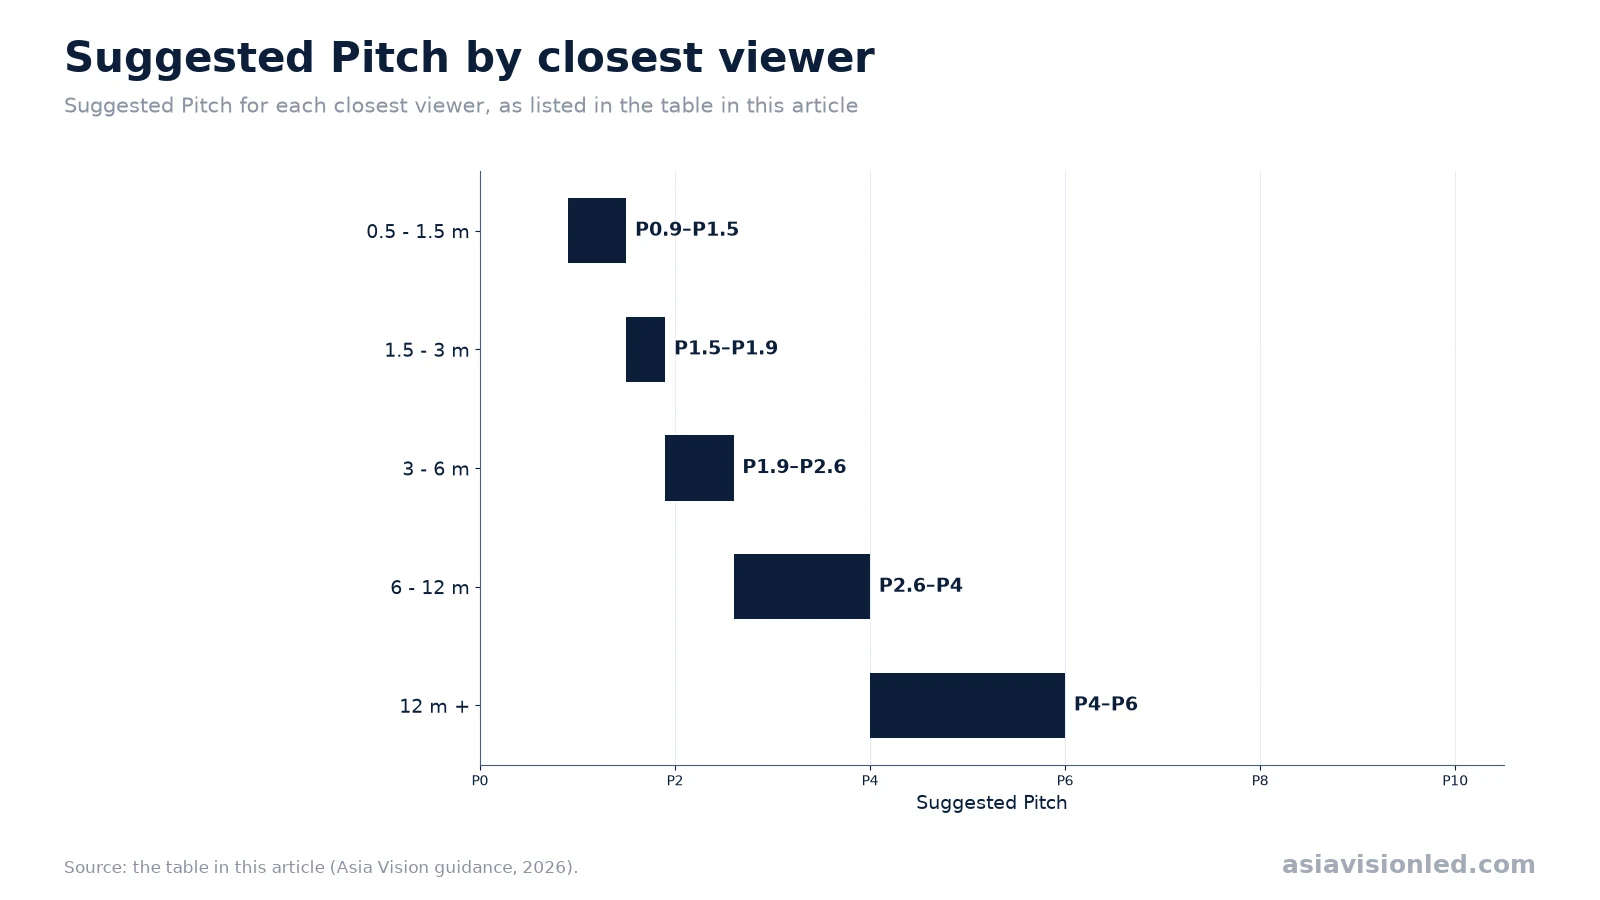 Suggested Pitch by closest viewer
Suggested Pitch for each closest viewer, as listed in the table in this article
0.5 - 1.5 m
P0.9–P1.5
1.5 - 3 m
P1.5–P1.9
3 - 6 m
P1.9–P2.6
6 - 12 m
P2.6–P4
12 m +
P4–P6
P0 P2 P4 P6 P8 P10
Suggested Pitch
Source: the table in this article (Asia Vision guidance, 2026).
asiavisionled.com